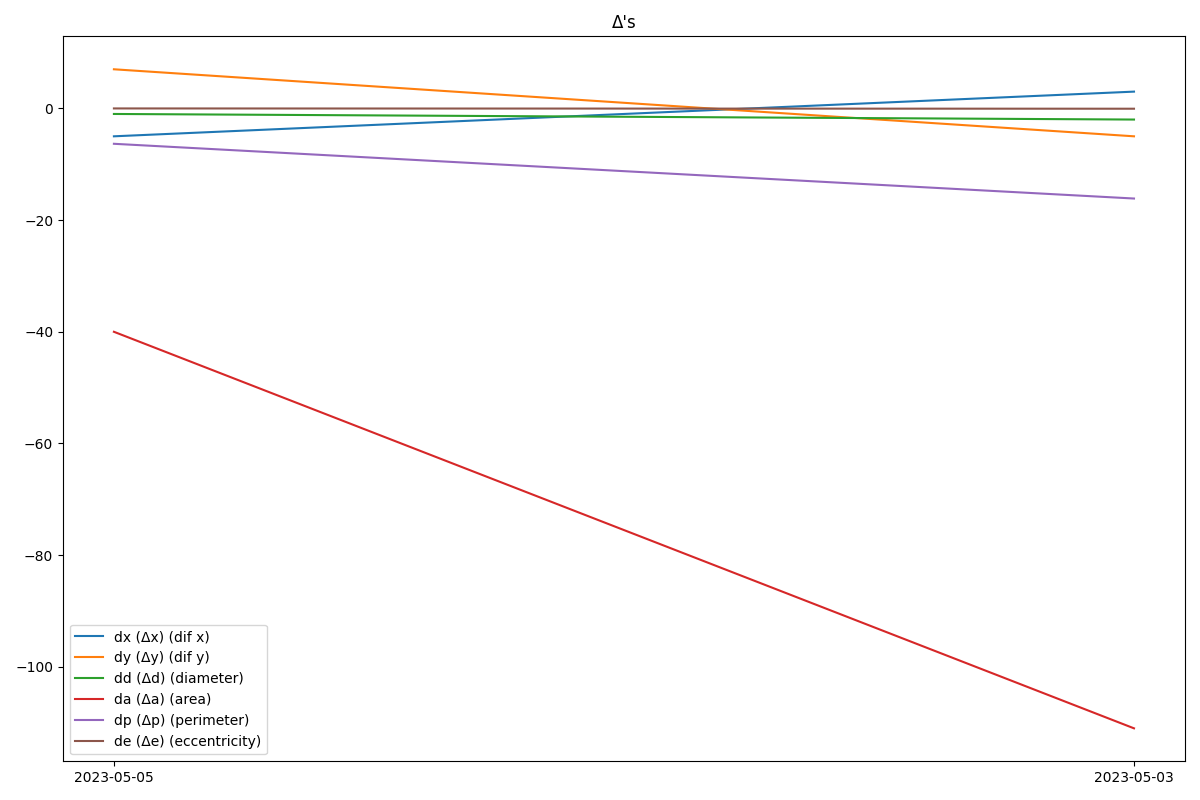 Δ's
0
−20
−40
−60
−80
−100
dx (Δx) (dif x)
dy (Δy) (dif y)
dd (Δd) (diameter)
da (Δa) (area)
dp (Δp) (perimeter)
de (Δe) (eccentricity)
2023-05-05 2023-05-03